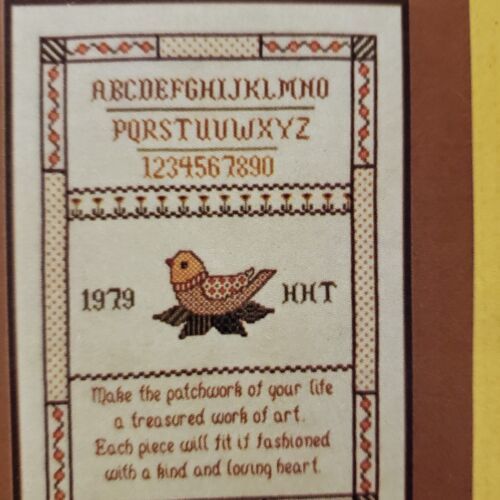 ABCDEFGHIJKLMNO
PQRSTUVWXYZ
1234567890
1979 HHT
Make the patchwork of your life
a treasured work of art.
Each piece will fit if fashioned
with a kind and loving heart.